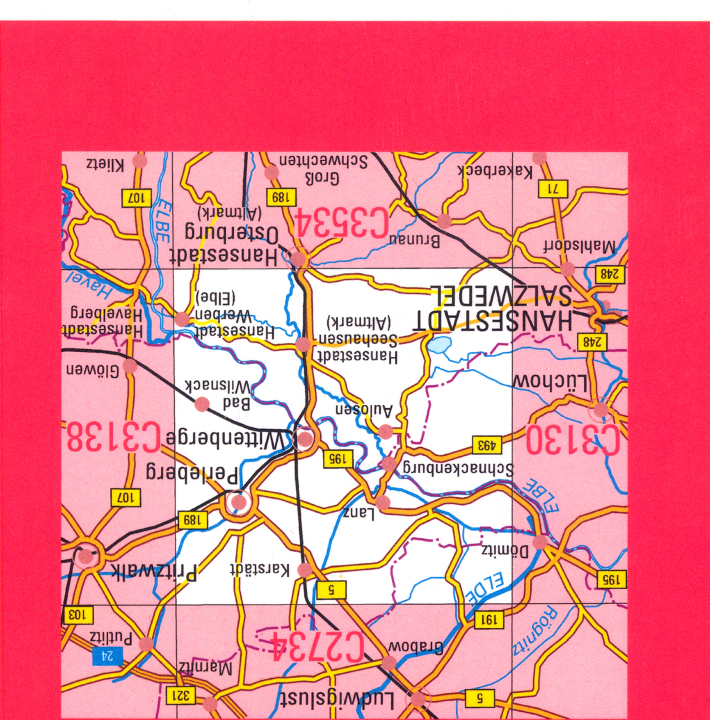 5
Ludwigslust
321
Grabow
C2734
Marnitz
24
Putlitz
Rögnitz
191
103
ELDE
5
195
Karstädt
Pritzwalk
Dömitz
189
ELBE
Lanz
107
Schnackenburg
195
Perleberg
493
C3130
Wittenberge
C3138
Aulosen
Lüchow
Bad
Wilsnack
Glöwen
248
Hansestadt
Seehausen
(Altmark)
HANSESTADT
SALZWEDEL
Hansestadt
Werben
(Elbe)
Hansestadt
Havelberg
Havel
248
Mahlsdorf
Brunau
C3534
Hansestadt
Osterburg
(Altmark)
ELBE
71
189
107
Kakerbeck
Groß
Schwechten
Klietz